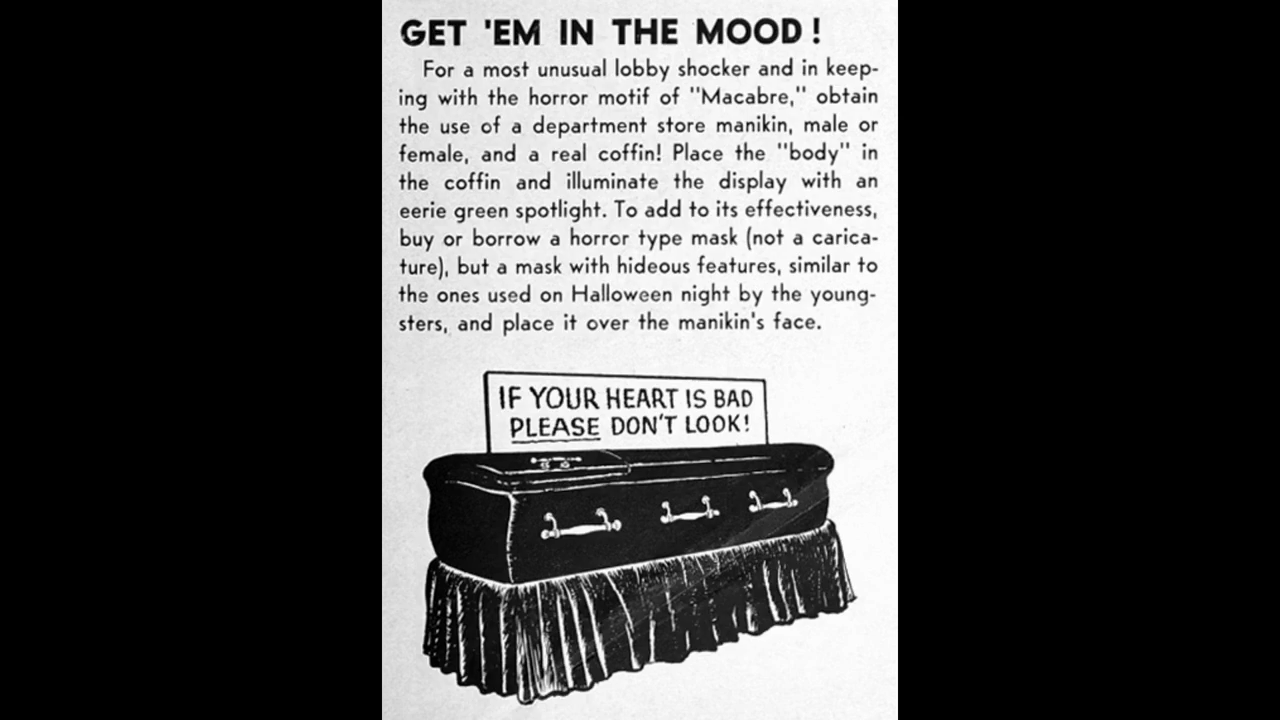 GET 'EM IN THE MOOD!
For a most unusual lobby shocker and in keep-
ing with the horror motif of "Macabre," obtain
the use of a department store manikin, male or
female, and a real coffin! Place the "body" in
the coffin and illuminate the display with an
eerie green spotlight. To add to its effectiveness,
buy or borrow a horror type mask (not a carica-
ture), but a mask with hideous features, similar to
the ones used on Halloween night by the young-
sters, and place it over the manikin's face.
IF YOUR HEART IS BAD
PLEASE DON'T LOOK!